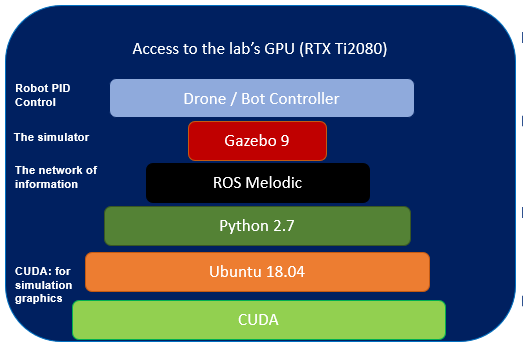 Access to the lab's GPU (RTX Ti2080)
Robot PID
Control
Drone / Bot Controller
The simulator
Gazebo 9
The network of
information
ROS Melodic
Python 2.7
Ubuntu 18.04
CUDA: for
simulation
graphics
CUDA